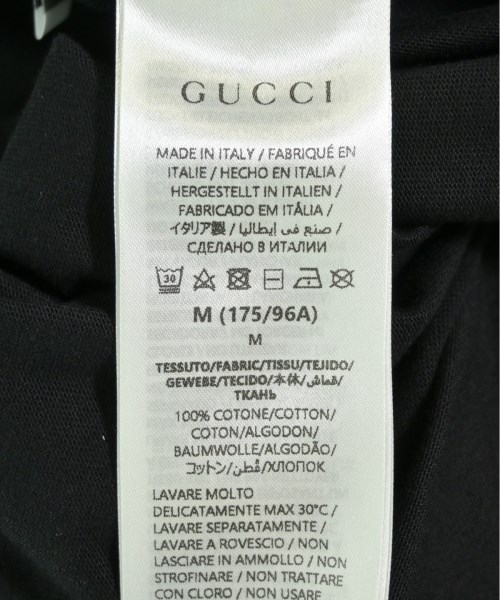 GUCCI
MADE IN ITALY / FABRIQUÉ EN
ITALIE / HECHO EN ITALIA /
HERGESTELLT IN ITALIEN /
FABRICADO EM ITÁLIA /
イタリア製 / صنع في إيطاليا /
СДЕЛАНО В ИТАЛИИ
30
M (175/96A)
M
TESSUTO/FABRIC/TISSU/TEJIDO/
GEWEBE/TECIDO/本体/قماش/
ТКАНЬ
100% COTONE/COTTON/
COTON/ALGODON/
BAUMWOLLE/ALGODÃO/
コットン/قُطن/ХЛОПОК
LAVARE MOLTO
DELICATAMENTE MAX 30°C /
LAVARE SEPARATAMENTE /
LAVARE A ROVESCIO / NON
LASCIARE IN AMMOLLO / NON
STROFINARE / NON TRATTARE
CON CLORO / NON USARE